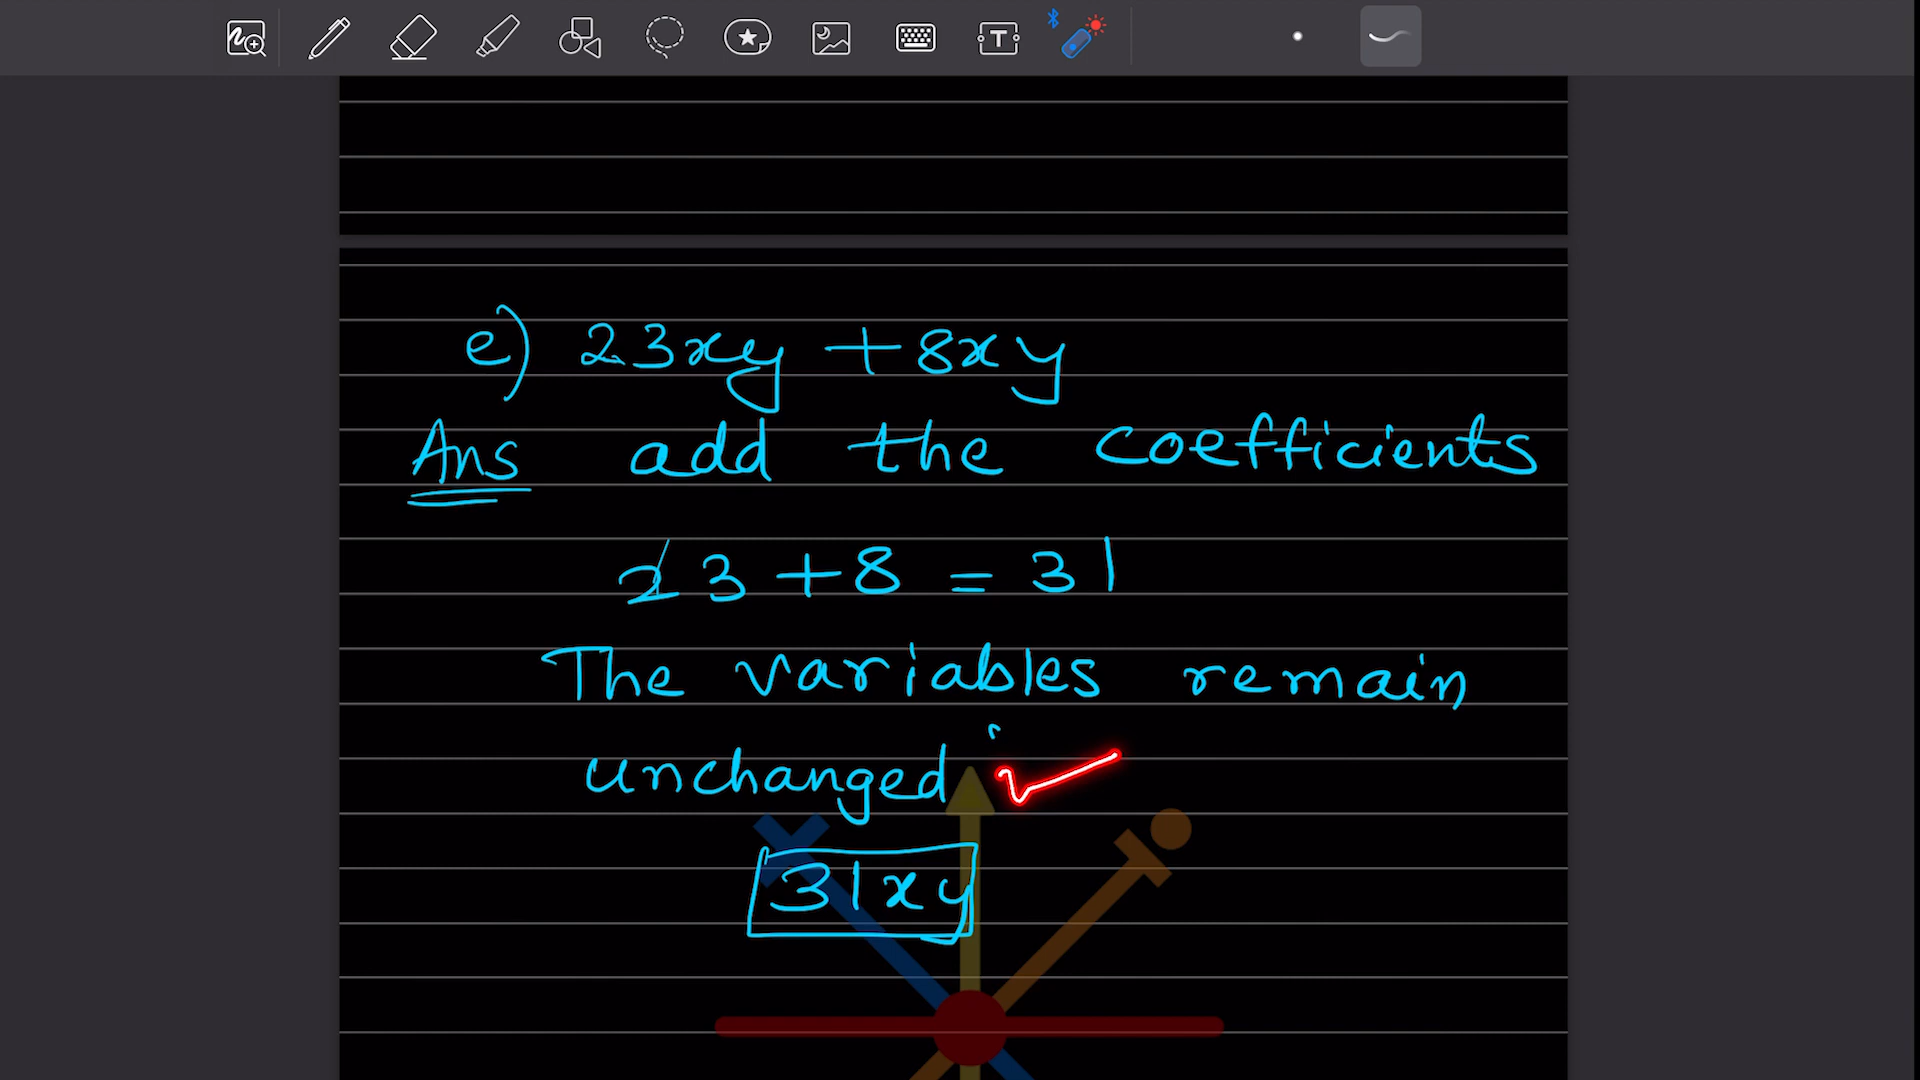 e) 23xy + 8xy
Ans add the coefficients
23 + 8 = 31
The variables remain
unchanged
31xy